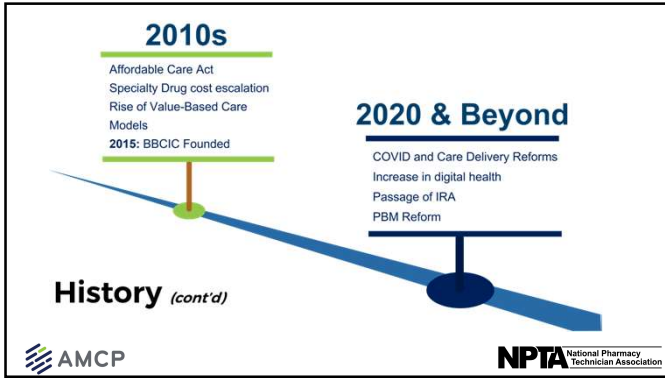 2010s
Affordable Care Act
Specialty Drug cost escalation
Rise of Value-Based Care
Models
2015: BBCIC Founded
2020 & Beyond
COVID and Care Delivery Reforms
Increase in digital health
Passage of IRA
PBM Reform
History (cont'd)
AMCP
NPTA National Pharmacy
Technician Association